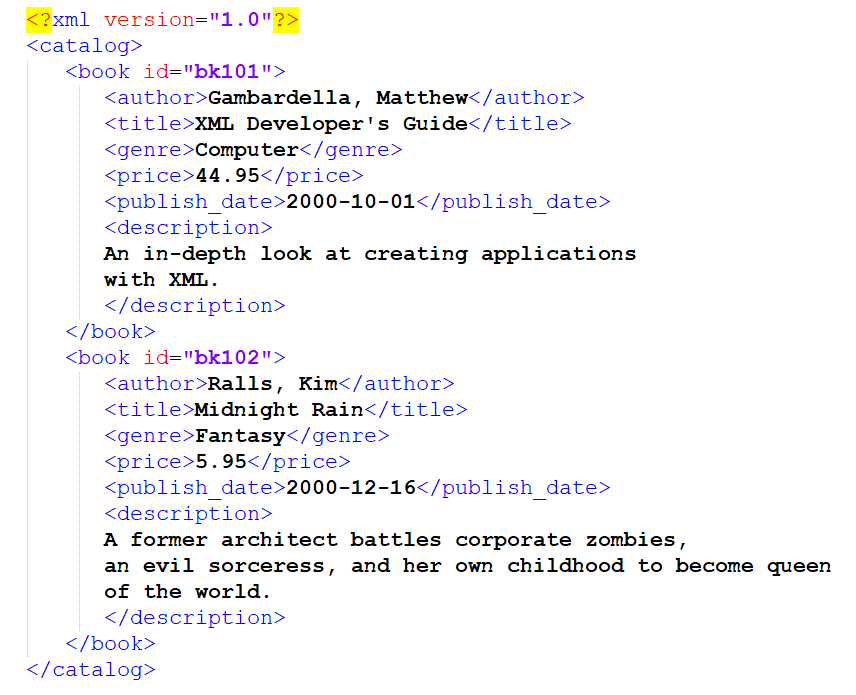 <?xml version="1.0"?>
<catalog>
<book id="bk101">
<author>Gambardella, Matthew</author>
<title>XML Developer's Guide</title>
<genre>Computer</genre>
<price>44.95</price>
<publish_date>2000-10-01</publish_date>
<description>
An in-depth look at creating applications
with XML.
</description>
</book>
<book id="bk102">
<author>Ralls, Kim</author>
<title>Midnight Rain</title>
<genre>Fantasy</genre>
<price>5.95</price>
<publish_date>2000-12-16</publish_date>
<description>
A former architect battles corporate zombies,
an evil sorceress, and her own childhood to become queen
of the world.
</description>
</book>
</catalog>